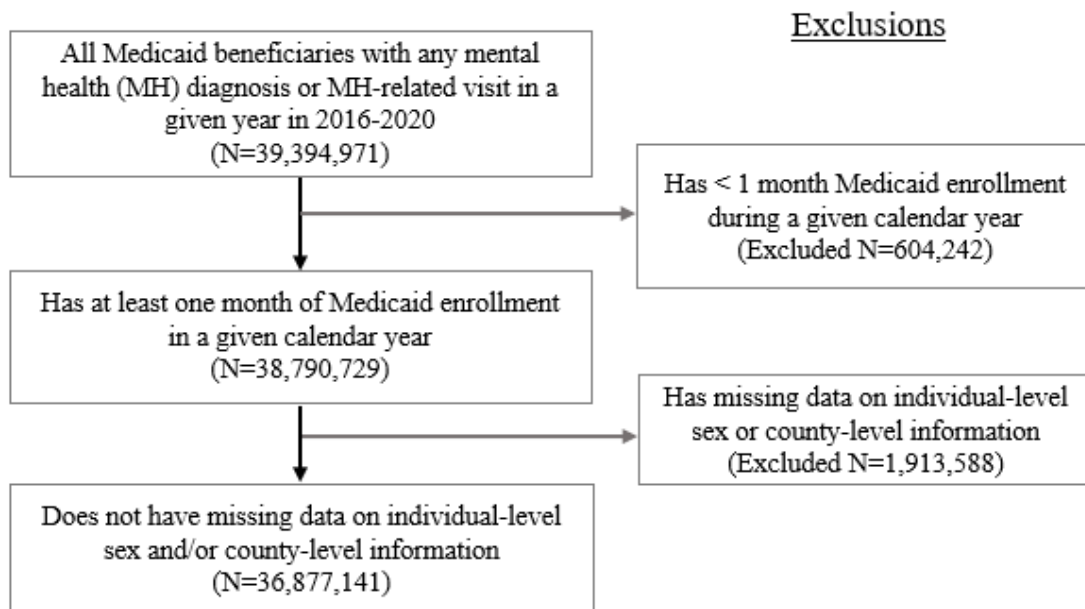 Exclusions
All Medicaid beneficiaries with any mental
health (MH) diagnosis or MH-related visit in a
given year in 2016-2020
(N=39,394,971)
Has < 1 month Medicaid enrollment
during a given calendar year
(Excluded N=604,242)
Has at least one month of Medicaid enrollment
in a given calendar year
(N=38,790,729)
Has missing data on individual-level
sex or county-level information
(Excluded N=1,913,588)
Does not have missing data on individual-level
sex and/or county-level information
(N=36,877,141)